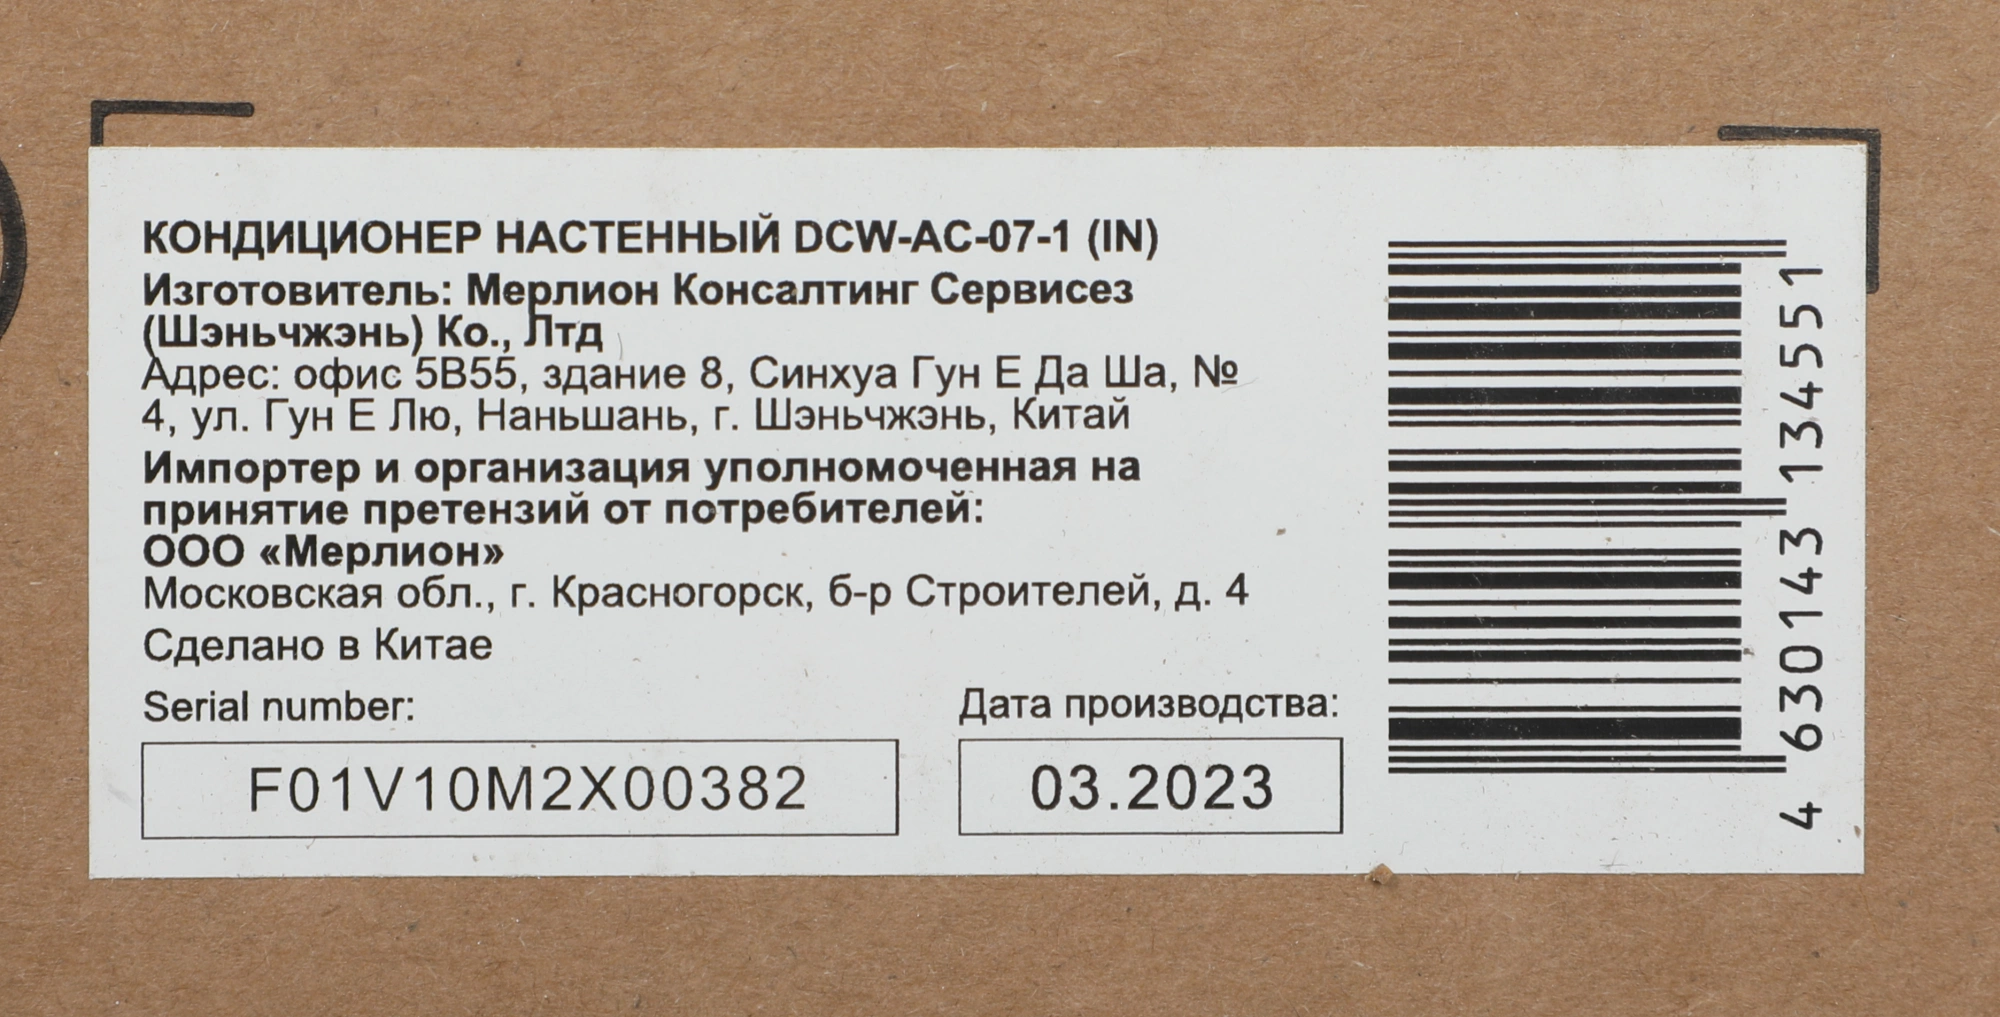 КОНДИЦИОНЕР НАСТЕННЫЙ DCW-AC-07-1 (IN)
Изготовитель: Мерлион Консалтинг Сервисез
(Шэньчжэнь) Ко., Лтд
Адрес: офис 5B55, здание 8, Синхуа Гун Е Да Ша, №
4, ул. Гун Е Лю, Наньшань, г. Шэньчжэнь, Китай
Импортер и организация уполномоченная на
принятие претензий от потребителей:
ООО «Мерлион»
Московская обл., г. Красногорск, б-р Строителей, д. 4
Сделано в Китае
Serial number:
F01V10M2X00382
Дата производства:
03.2023
4 630143 134551